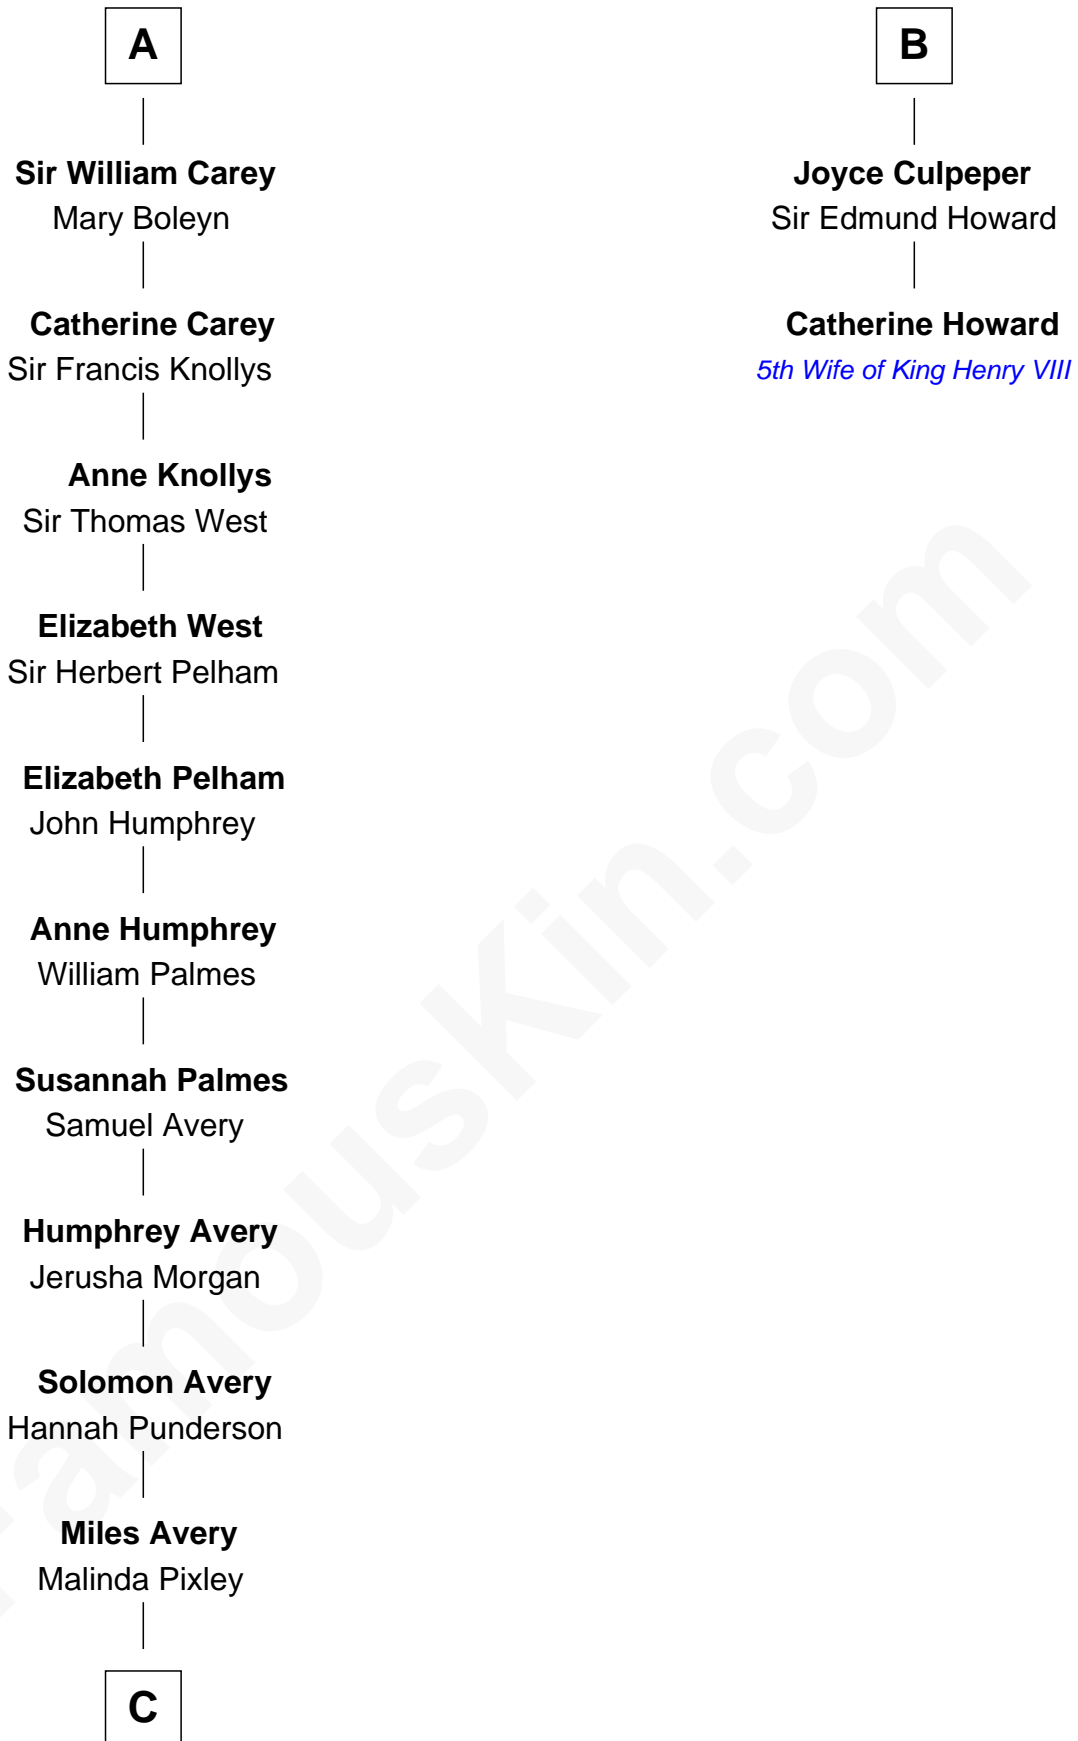 A
Sir William Carey
Mary Boleyn
Catherine Carey
Sir Francis Knollys
Anne Knollys
Sir Thomas West
Elizabeth West
Sir Herbert Pelham
Elizabeth Pelham
John Humphrey
Anne Humphrey
William Palmes
Susannah Palmes
Samuel Avery
Humphrey Avery
Jerusha Morgan
Solomon Avery
Hannah Punderson
Miles Avery
Malinda Pixley
C
B
Joyce Culpeper
Sir Edmund Howard
Catherine Howard
5th Wife of King Henry VIII
FamousKin.com